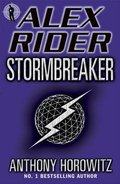 ALEX
RIDER
STORMBREAKER
ANTHONY HOROWITZ
NO. 1 BESTSELLING AUTHOR